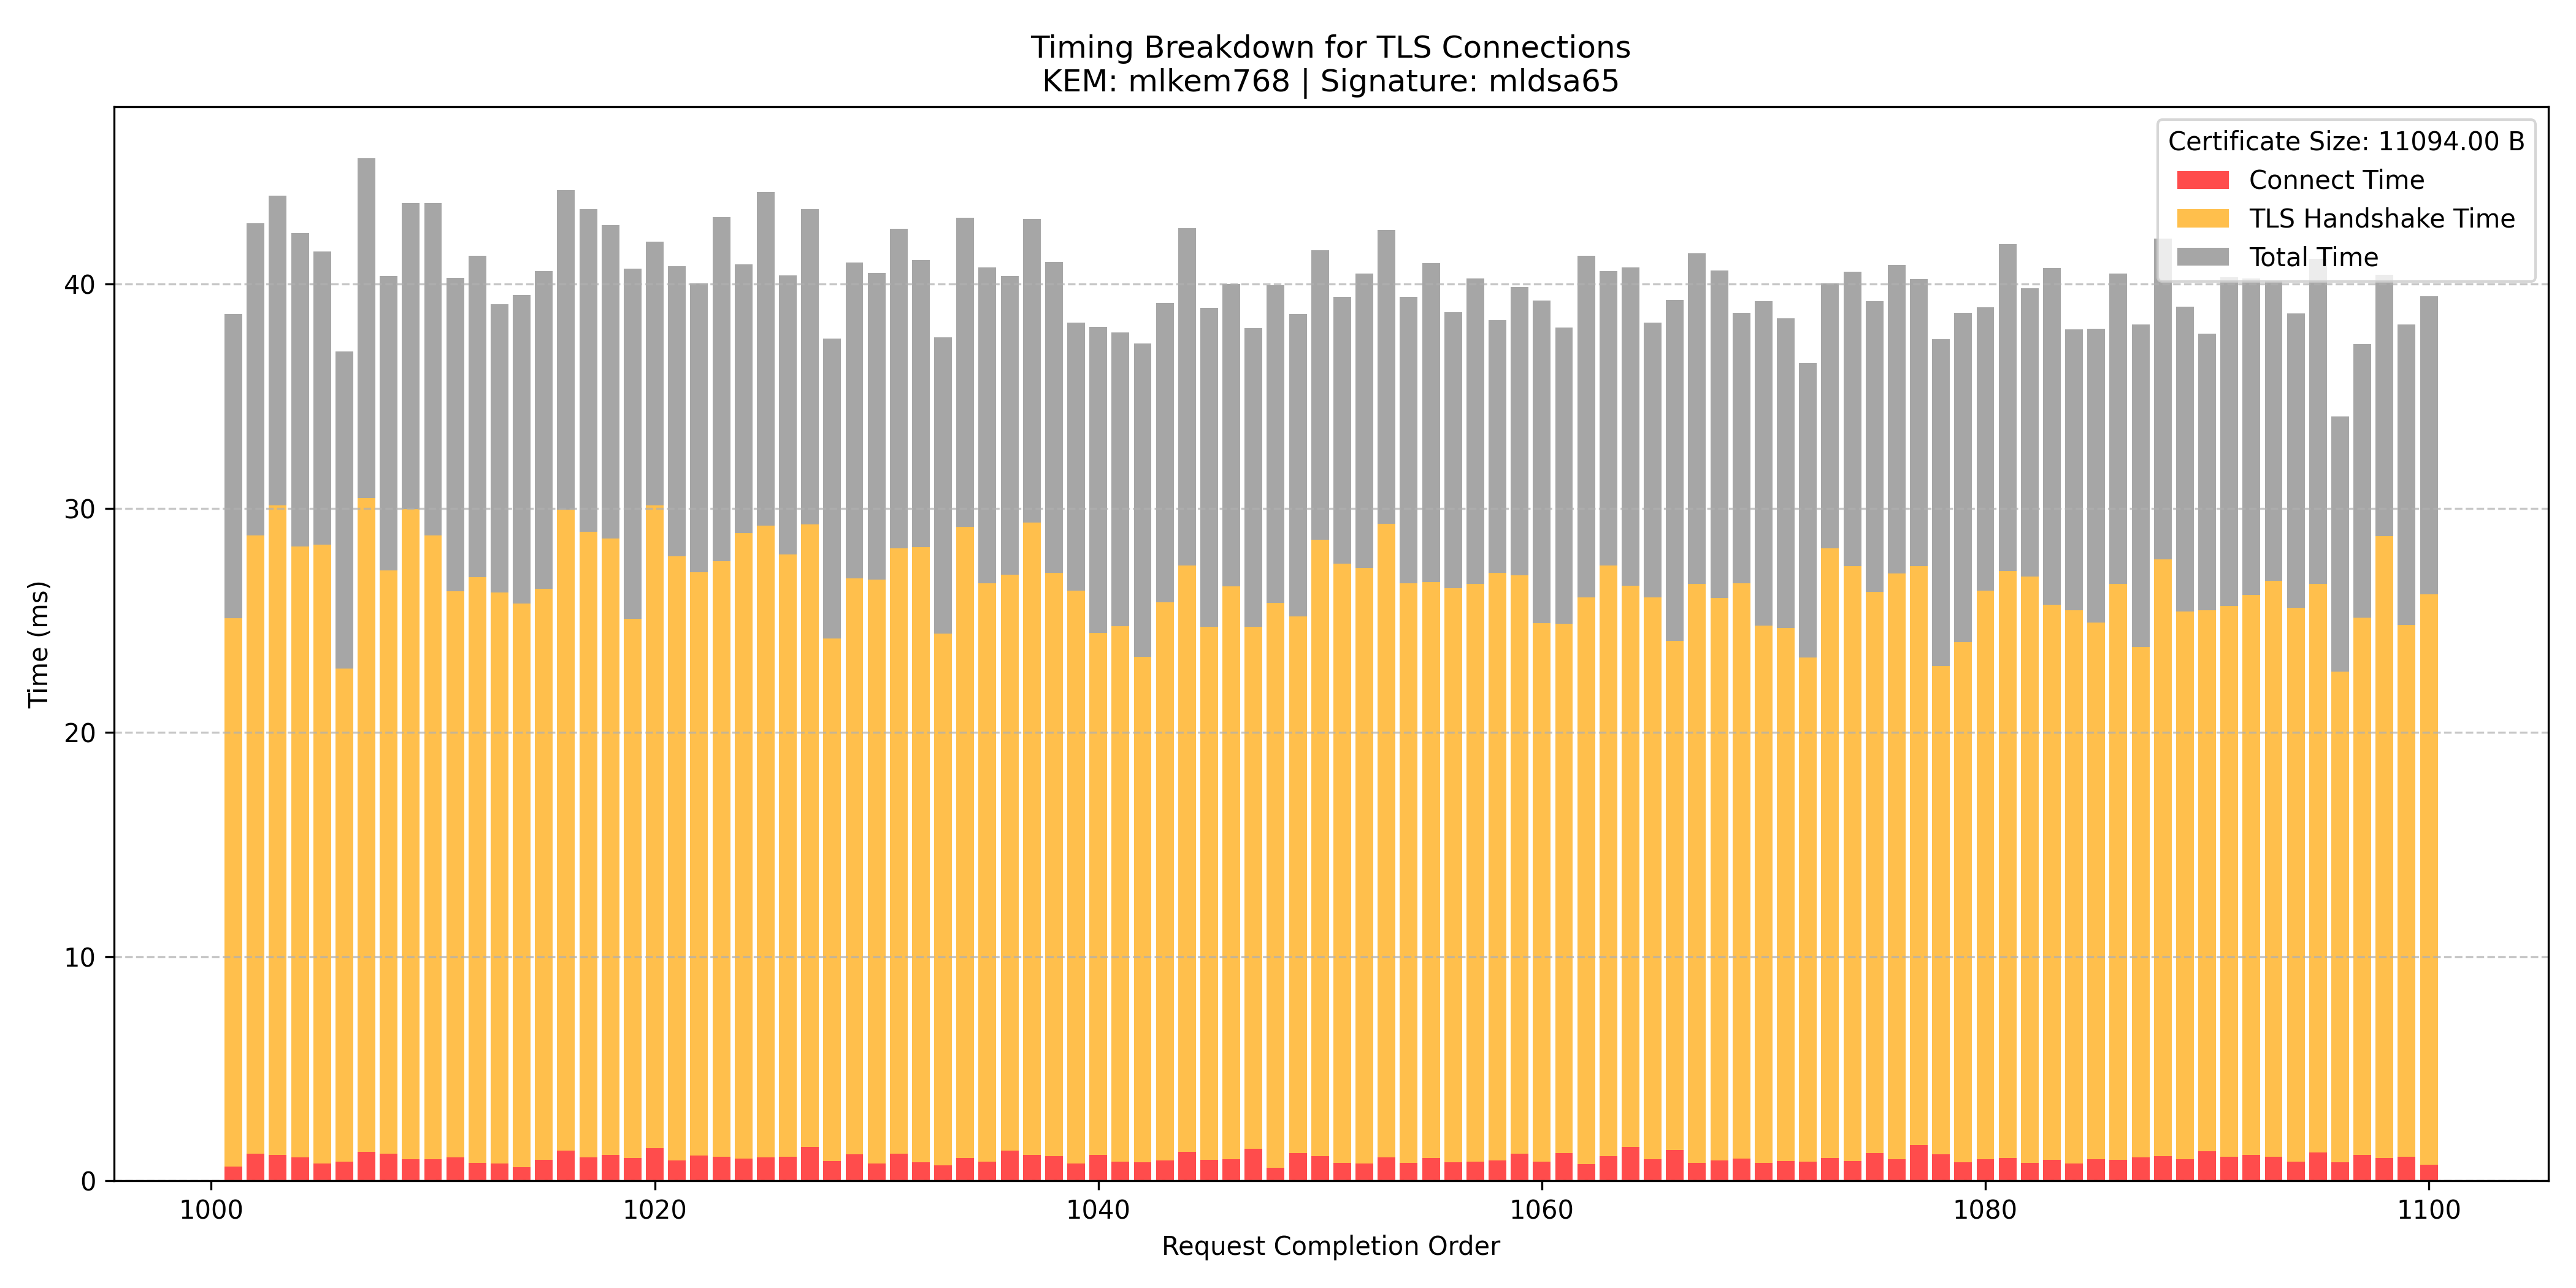 Timing Breakdown for TLS Connections
KEM: mlkem768 | Signature: mldsa65
Certificate Size: 11094.00 B
Connect Time
TLS Handshake Time
Total Time
Time (ms)
40
30
20
10
0
1000 1020 1040 1060 1080 1100
Request Completion Order